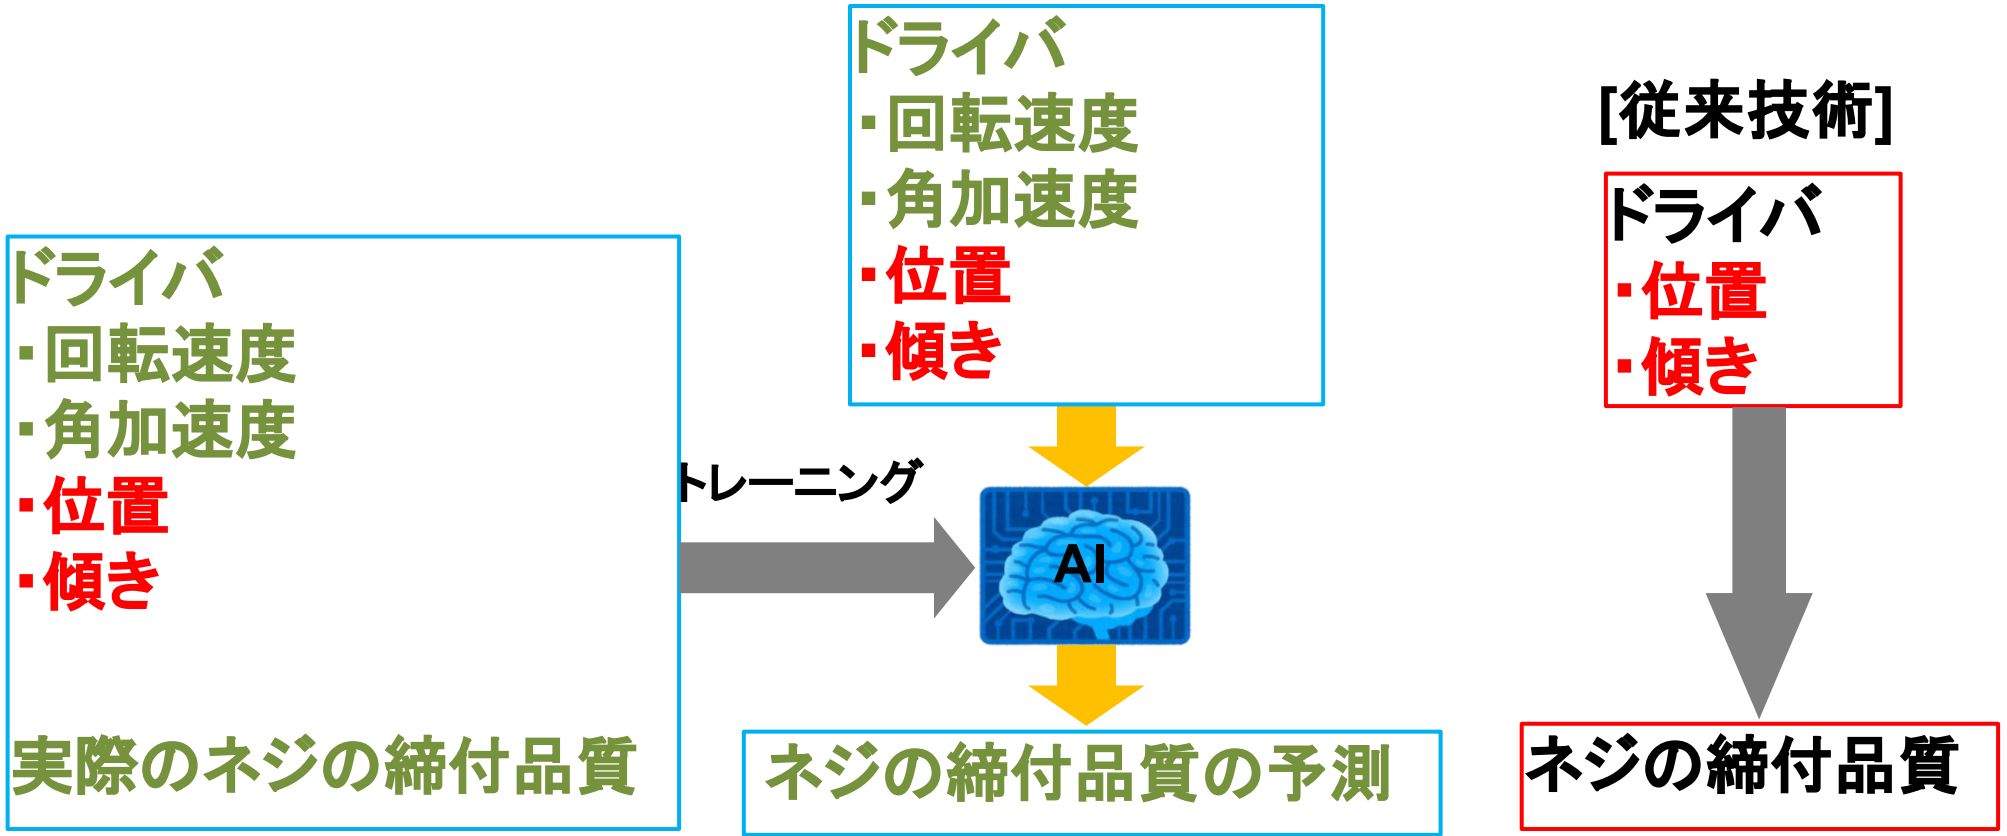 ドライバ
・回転速度
・角加速度
・位置
・傾き
実際のネジの締付品質
トレーニング
ドライバ
・回転速度
・角加速度
・位置
・傾き
AI
ネジの締付品質の予測
[従来技術]
ドライバ
・位置
・傾き
ネジの締付品質